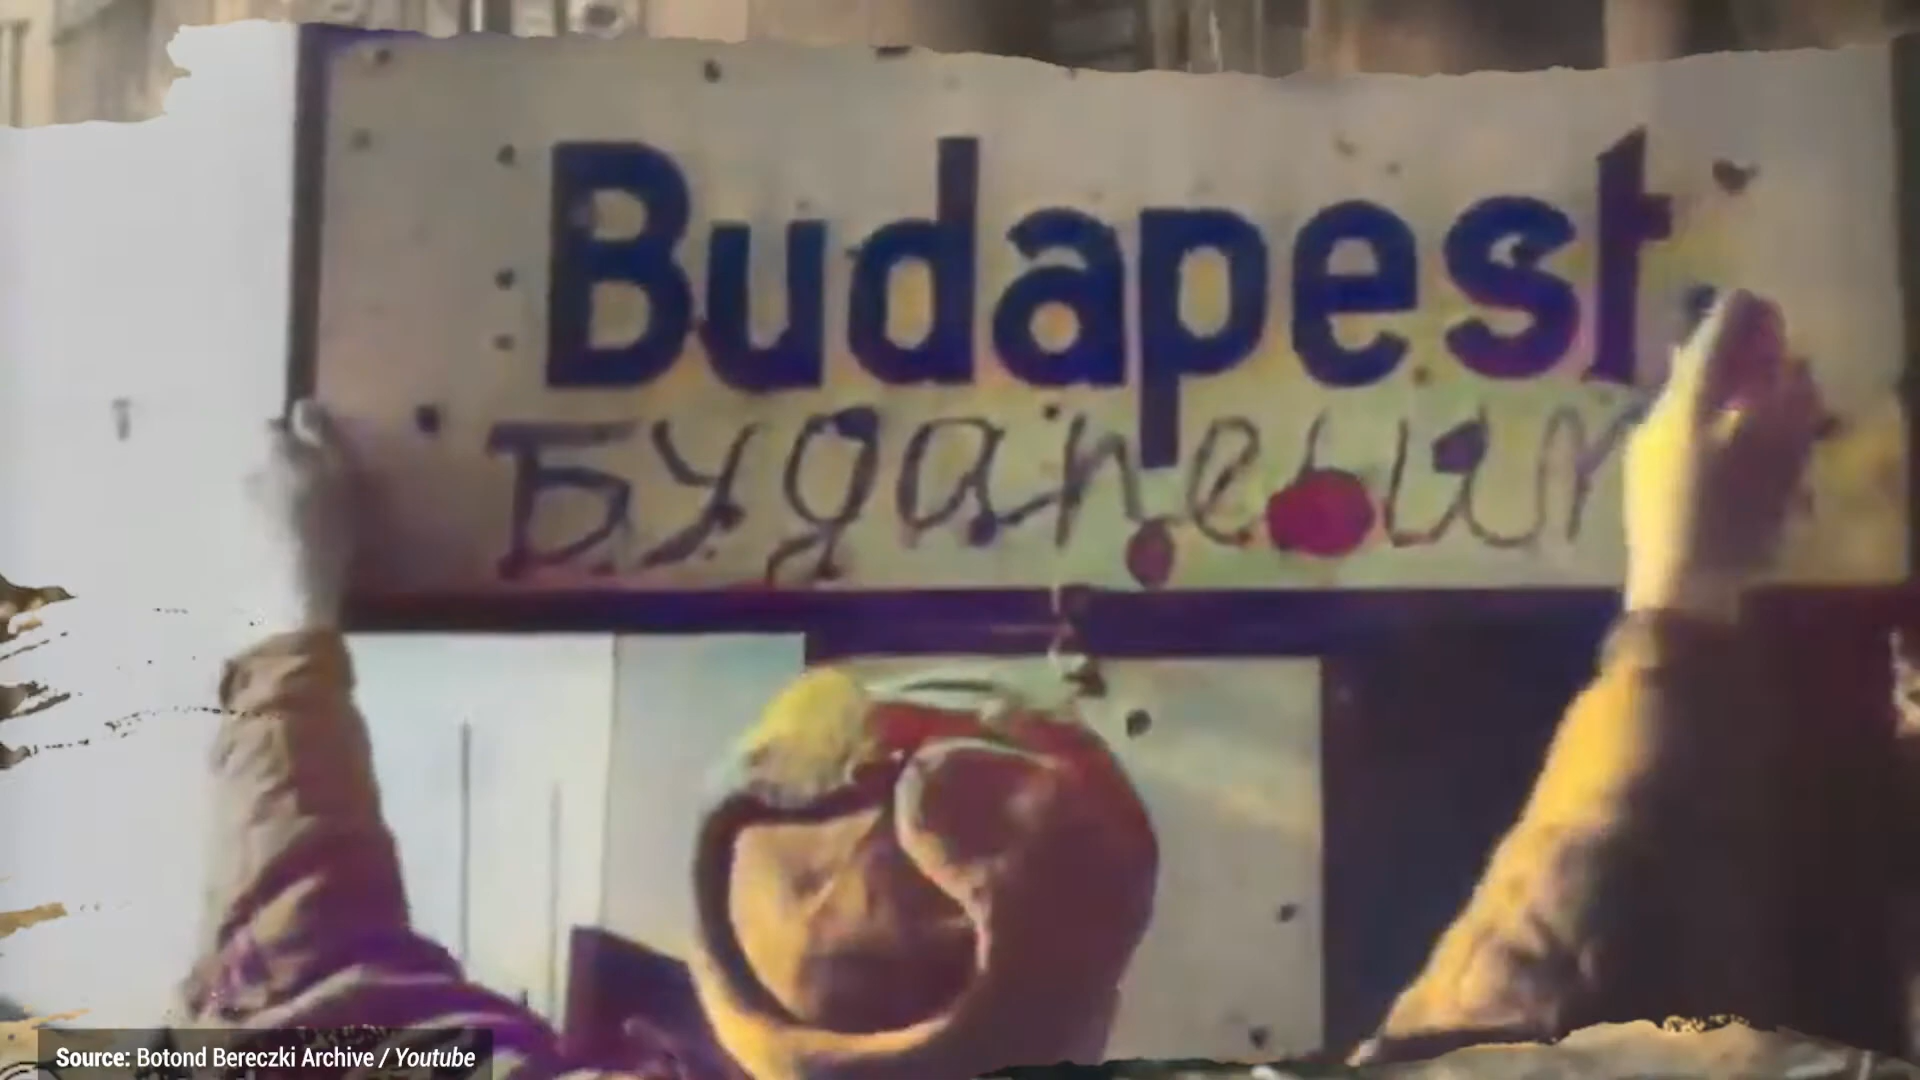 Budapest
Будапешт
Source: Botond Bereczki Archive / Youtube